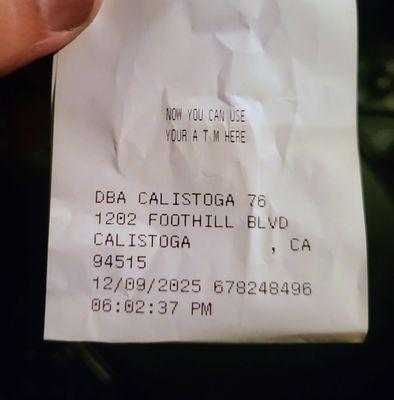 NOW YOU CAN USE
YOUR A T M HERE
DBA CALISTOGA 76
1202 FOOTHILL BLVD
CALISTOGA , CA
94515
12/09/2025 678248496
06:02:37 PM